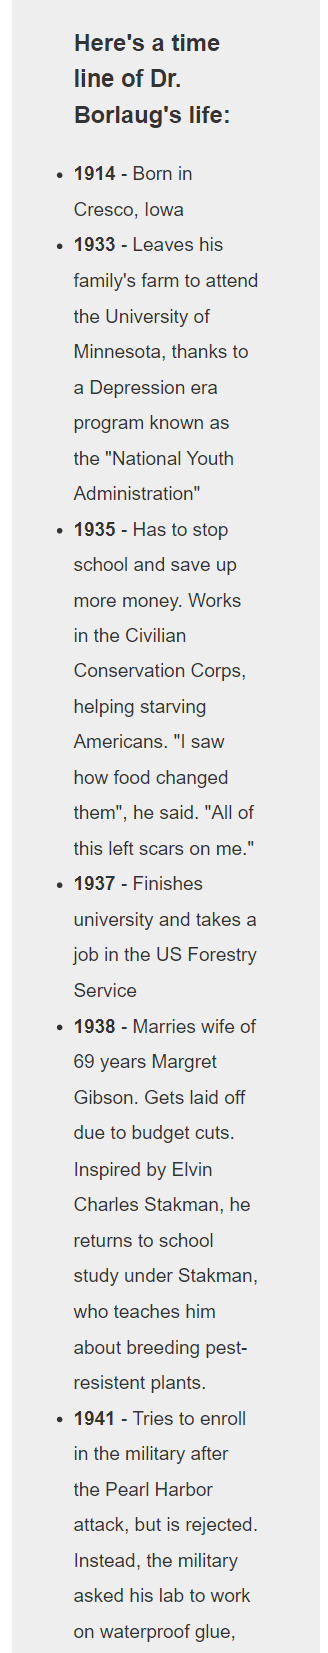 Here's a time
line of Dr.
Borlaug's life:
• 1914 - Born in
Cresco, Iowa
• 1933 - Leaves his
family's farm to attend
the University of
Minnesota, thanks to
a Depression era
program known as
the "National Youth
Administration"
• 1935 - Has to stop
school and save up
more money. Works
in the Civilian
Conservation Corps,
helping starving
Americans. "I saw
how food changed
them", he said. "All of
this left scars on me."
• 1937 - Finishes
university and takes a
job in the US Forestry
Service
• 1938 - Marries wife of
69 years Margret
Gibson. Gets laid off
due to budget cuts.
Inspired by Elvin
Charles Stakman, he
returns to school
study under Stakman,
who teaches him
about breeding pest-
resistent plants.
• 1941 - Tries to enroll
in the military after
the Pearl Harbor
attack, but is rejected.
Instead, the military
asked his lab to work
on waterproof glue,